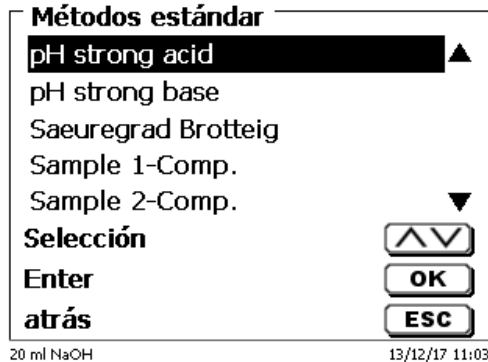 Métodos estándar
pH strong acid
pH strong base
Saeuregrad Brotteig
Sample 1-Comp.
Sample 2-Comp.
Selección
Enter OK
atrás ESC
20 ml NaOH 13/12/17 11:03